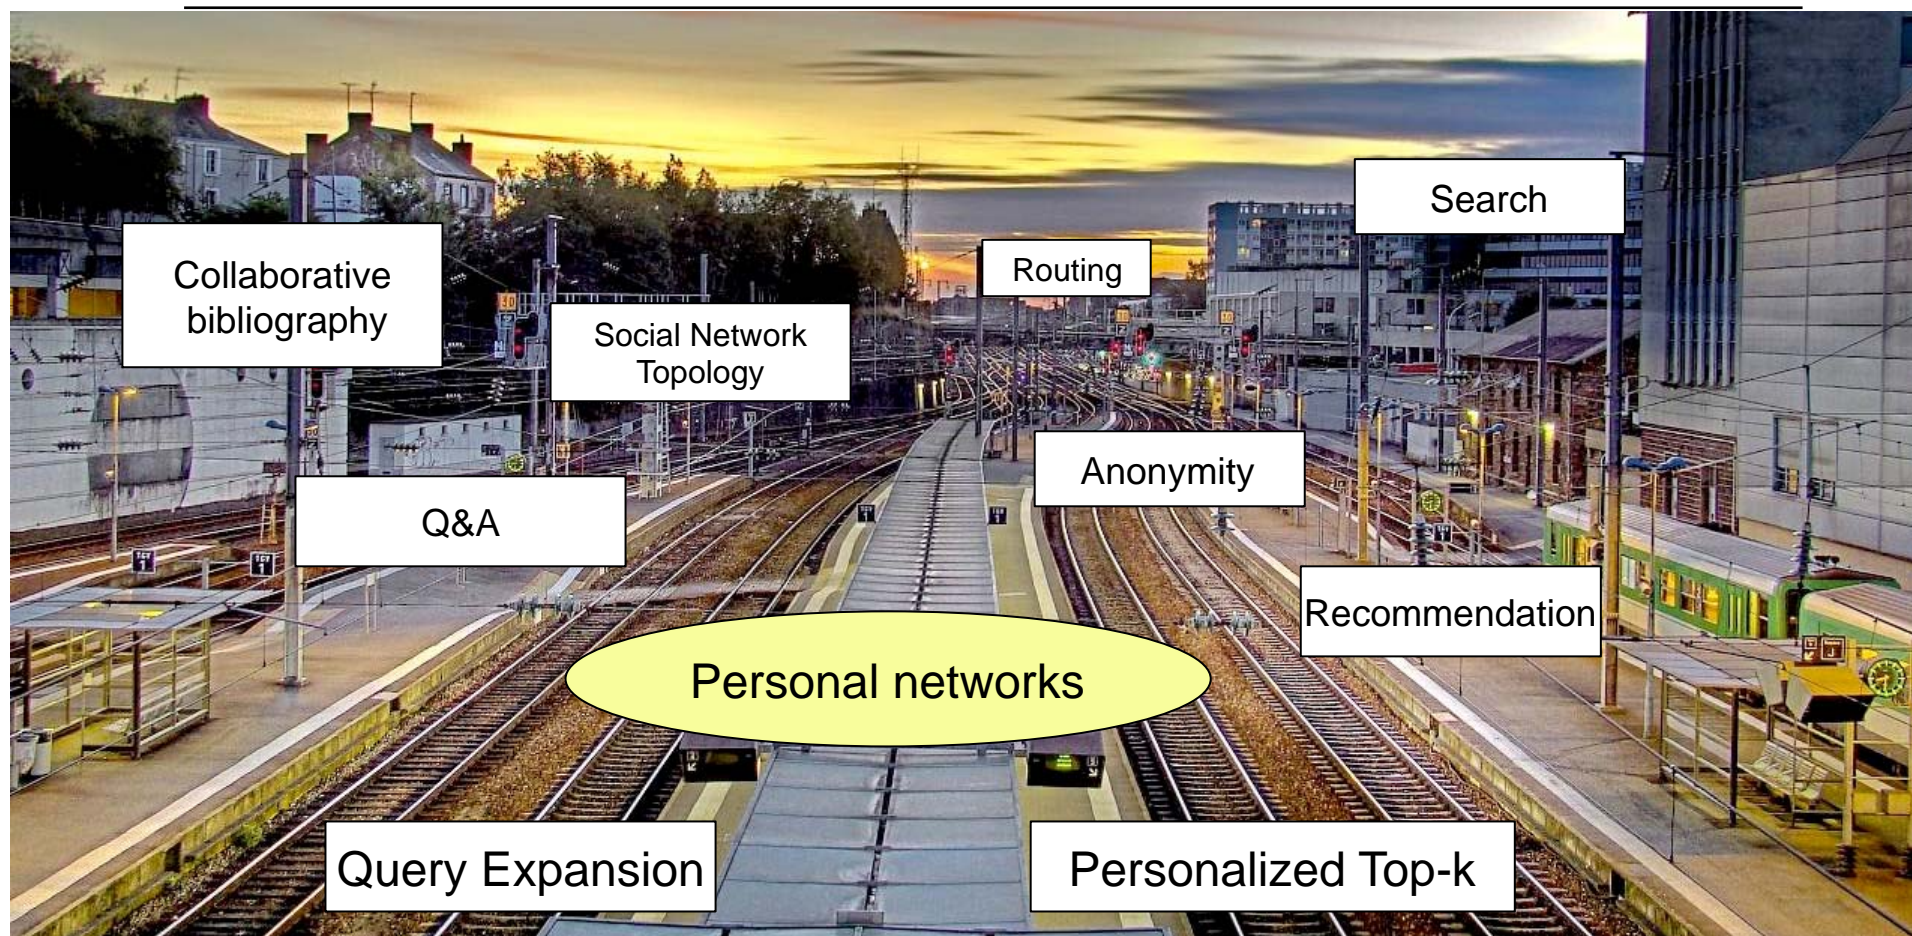 Search
Collaborative
bibliography
Routing
Social Network
Topology
Anonymity
Q&A
Recommendation
Personal networks
Query Expansion
Personalized Top-k